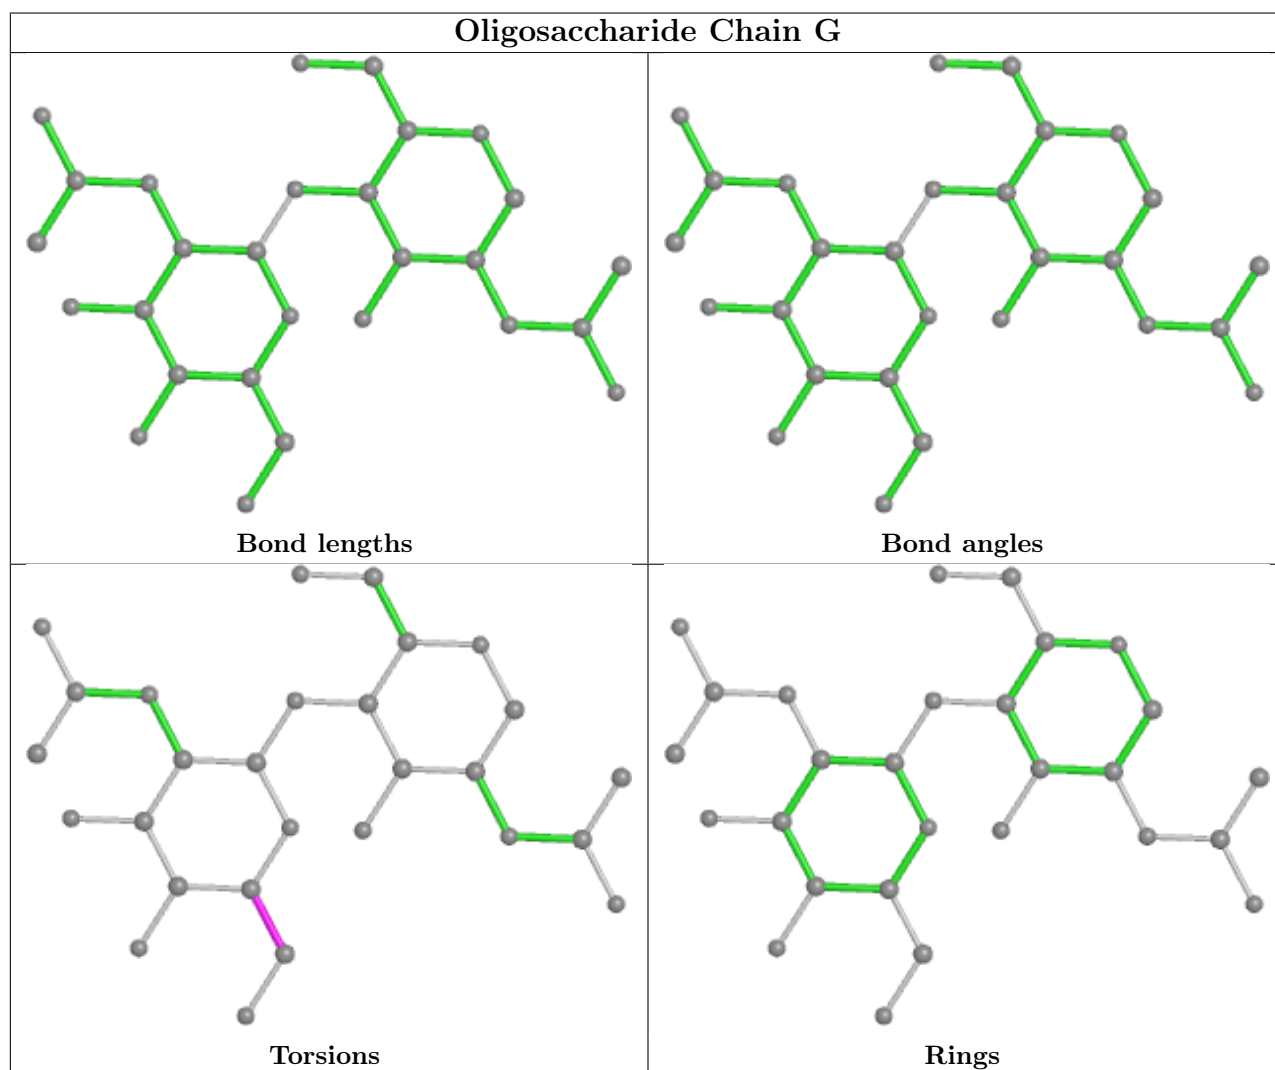 Oligosaccharide Chain G
Bond lengths
Bond angles
Torsions
Rings